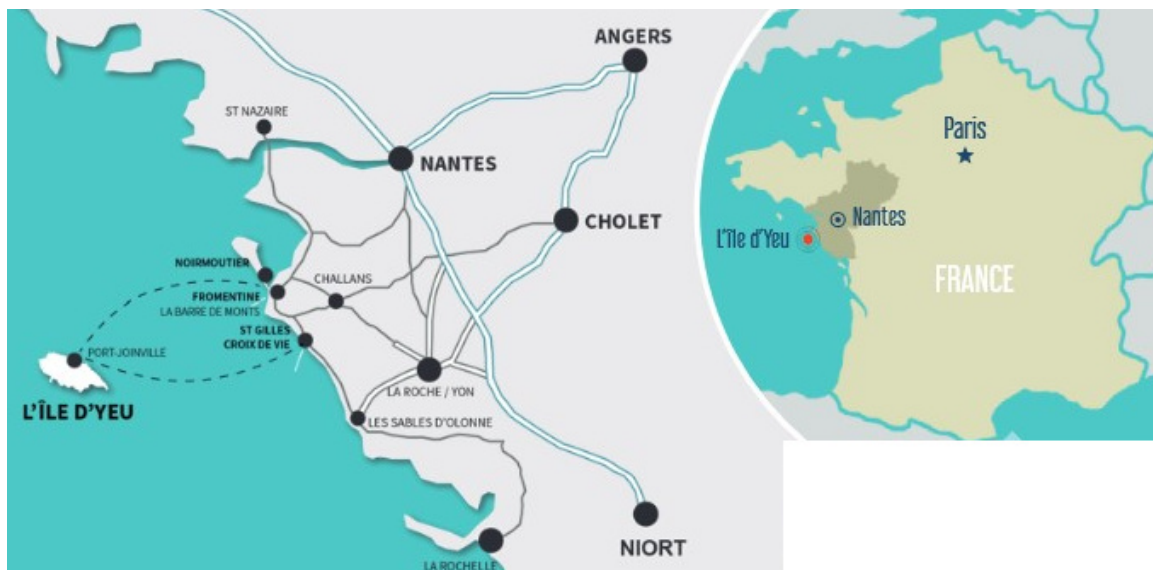 ANGERS
ST NAZAIRE
NANTES
CHOLET
NOIRMOUTIER
CHALLANS
FROMENTINE
LA BARRE DE MONTS
ST GILLES
CROIX DE VIE
PORT-JOINVILLE
L'ÎLE D'YEU
LA ROCHE / YON
LES SABLES D'OLONNE
NIORT
LA ROCHELLE
Paris
Nantes
L'île d'Yeu
FRANCE